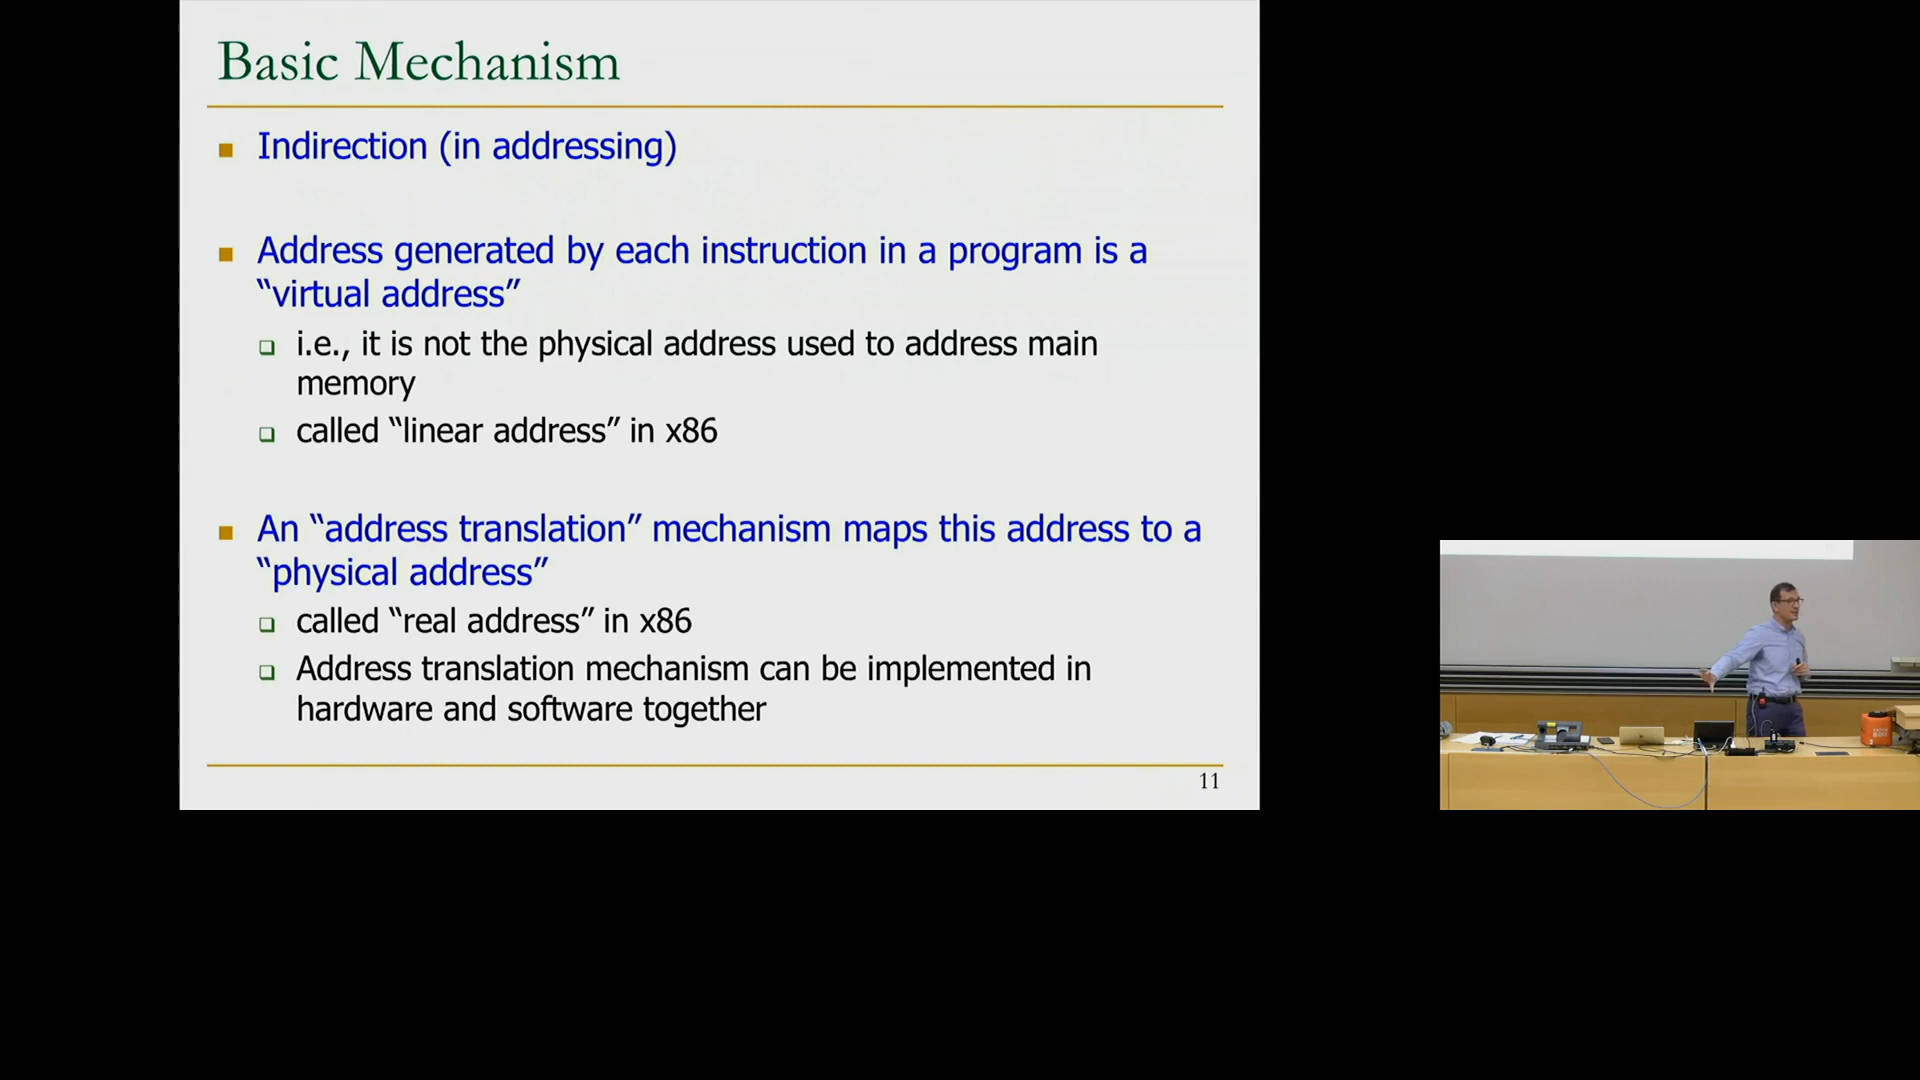 Basic Mechanism
Indirection (in addressing)
Address generated by each instruction in a program is a
“virtual address”
i.e., it is not the physical address used to address main
memory
called “linear address” in x86
An “address translation” mechanism maps this address to a
“physical address”
called “real address” in x86
Address translation mechanism can be implemented in
hardware and software together
11